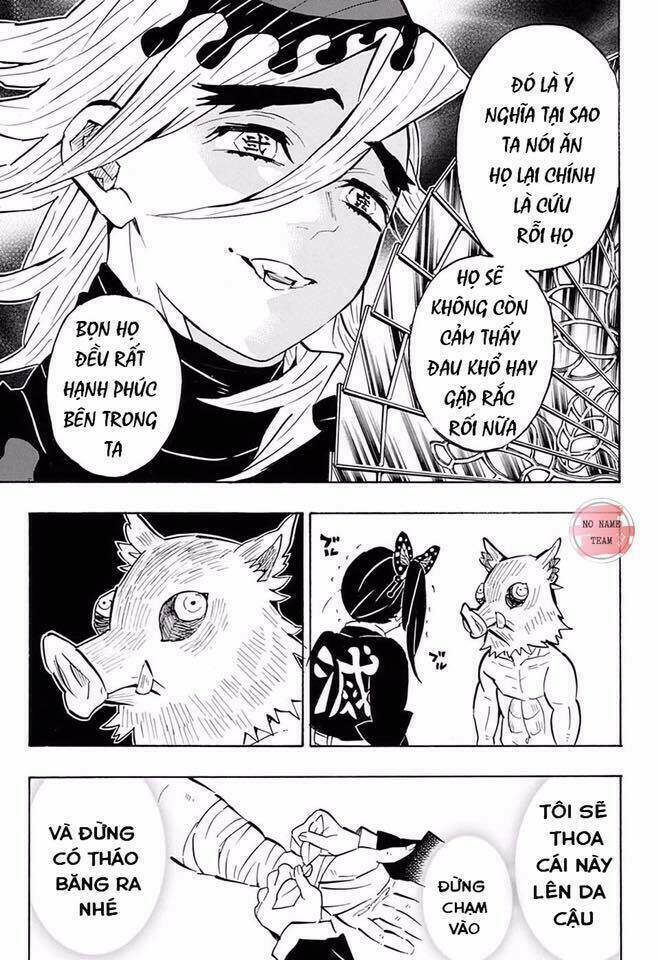 ĐÓ LÀ Ý
NGHĨA TẠI SAO
TA NÓI ĂN
HỌ LẠI CHÍNH
LÀ CỨU
RỖI HỌ
HỌ SẼ
KHÔNG CÒN
CẢM THẤY
ĐAU KHỔ HAY
GẶP RẮC
RỐI NỮA
BỌN HỌ
ĐỀU RẤT
HẠNH PHÚC
BÊN TRONG
TA
NO NAME
TEAM
滅
TÔI SẼ
THOA
CÁI NÀY
LÊN DA
CẬU
ĐỪNG
CHẠM
VÀO
VÀ ĐỪNG
CÓ THÁO
BĂNG RA
NHÉ